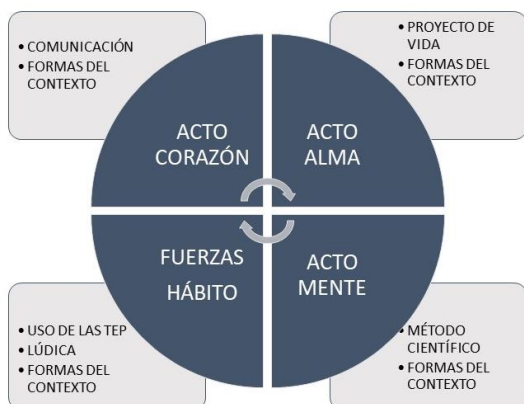 • COMUNICACIÓN
• FORMAS DEL
CONTEXTO
• PROYECTO DE
VIDA
• FORMAS DEL
CONTEXTO
ACTO
CORAZÓN
ACTO
ALMA
FUERZAS
HÁBITO
ACTO
MENTE
• USO DE LAS TEP
• LÚDICA
• FORMAS DEL
CONTEXTO
• MÉTODO
CIENTÍFICO
• FORMAS DEL
CONTEXTO